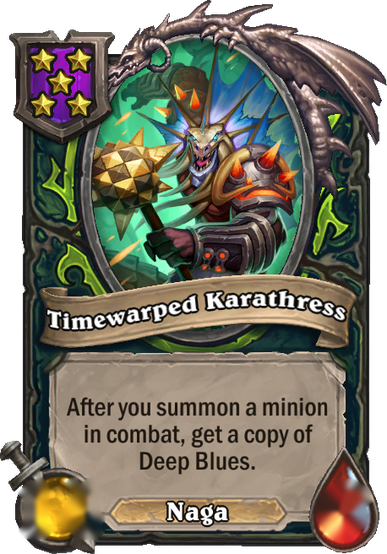 Timewarped Karathress
After you summon a minion
in combat, get a copy of
Deep Blues.
Naga